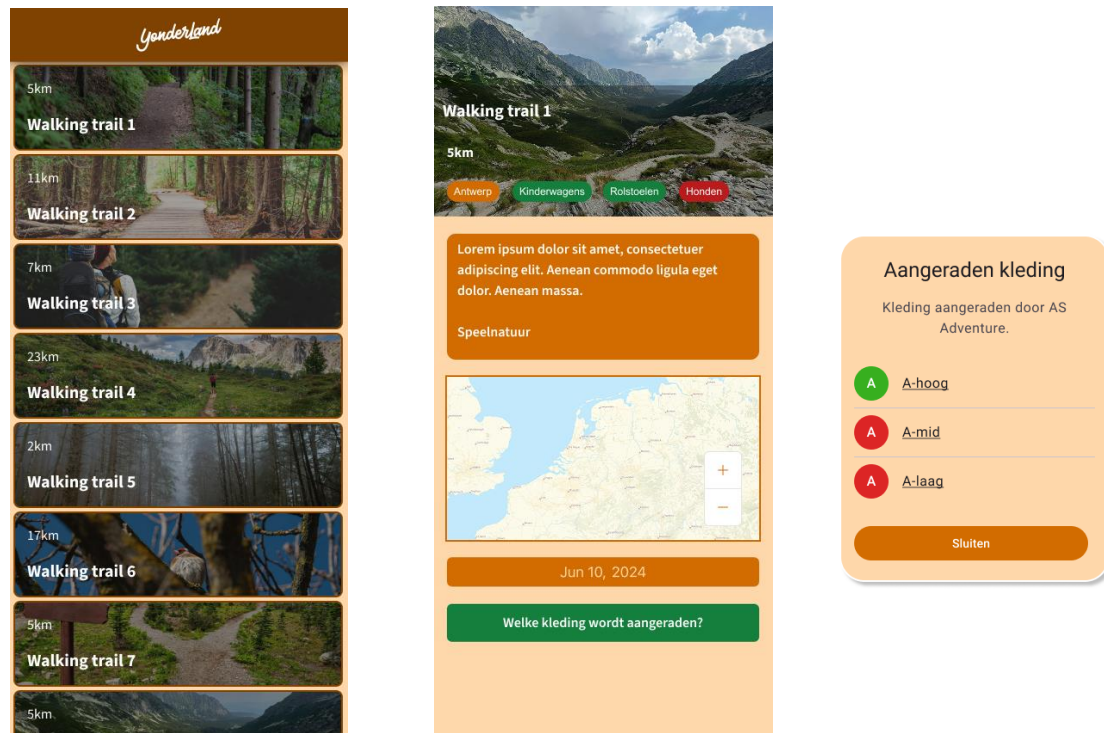 Yonderland
5km
Walking trail 1
11km
Walking trail 2
7km
Walking trail 3
23km
Walking trail 4
2km
Walking trail 5
17km
Walking trail 6
5km
Walking trail 7
5km
Walking trail 1
5km
Antwerp Kinderwagens Rolstoelen Honden
Lorem ipsum dolor sit amet, consectetuer
adipiscing elit. Aenean commodo ligula eget
dolor. Aenean massa.
Speelnatuur
+
−
Jun 10, 2024
Welke kleding wordt aangeraden?
Aangeraden kleding
Kleding aangeraden door AS
Adventure.
A A-hoog
A A-mid
A A-laag
Sluiten